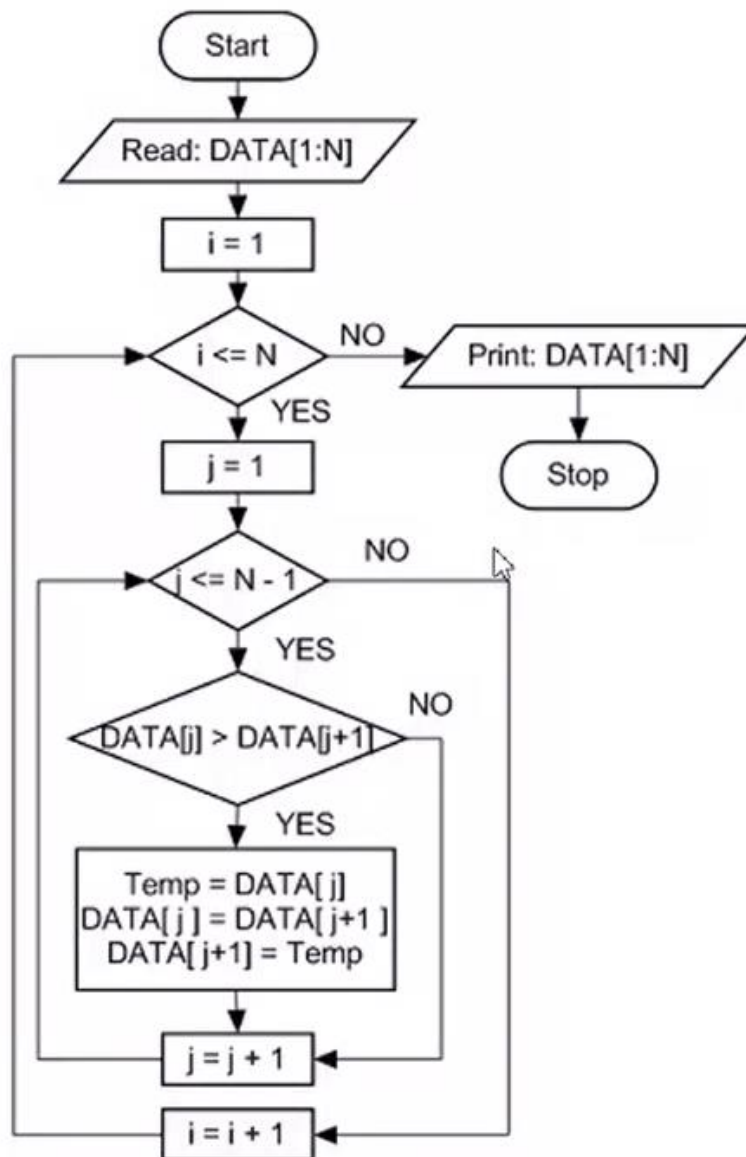 Start
Read: DATA[1:N]
i = 1
i <= N
NO
Print: DATA[1:N]
YES
j = 1
Stop
j <= N - 1
NO
YES
DATA[j] > DATA[j+1]
NO
YES
Temp = DATA[ j]
DATA[ j ] = DATA[ j+1 ]
DATA[ j+1] = Temp
j = j + 1
i = i + 1